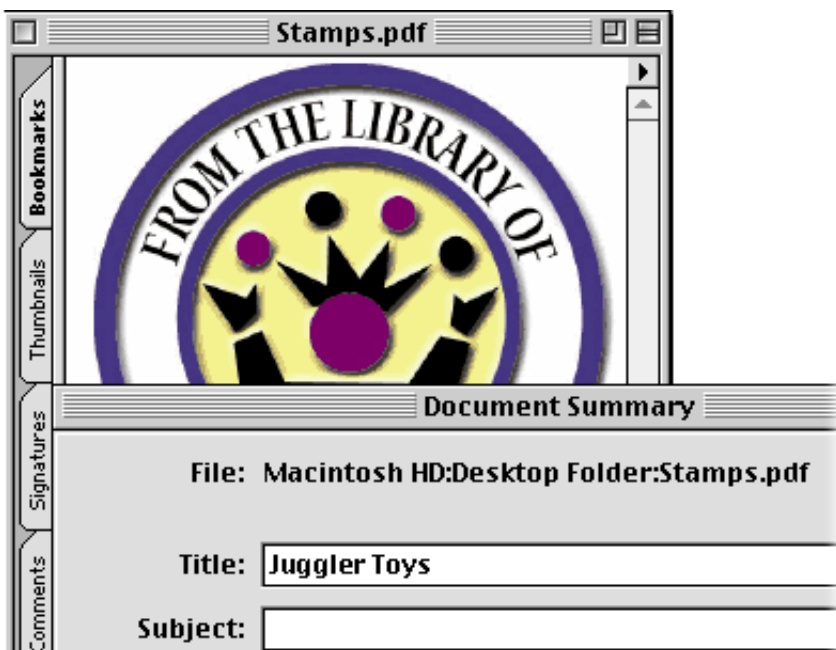 Stamps.pdf
Bookmarks
Thumbnails
Signatures
Comments
FROM THE LIBRARY OF
Document Summary
File: Macintosh HD:Desktop Folder:Stamps.pdf
Title: Juggler Toys
Subject: